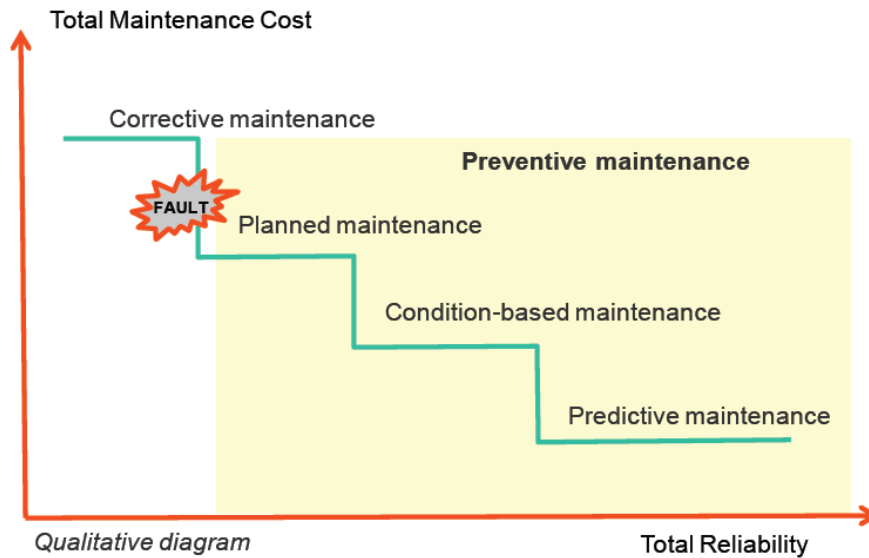 Total Maintenance Cost
Corrective maintenance
Preventive maintenance
FAULT
Planned maintenance
Condition-based maintenance
Predictive maintenance
Qualitative diagram
Total Reliability